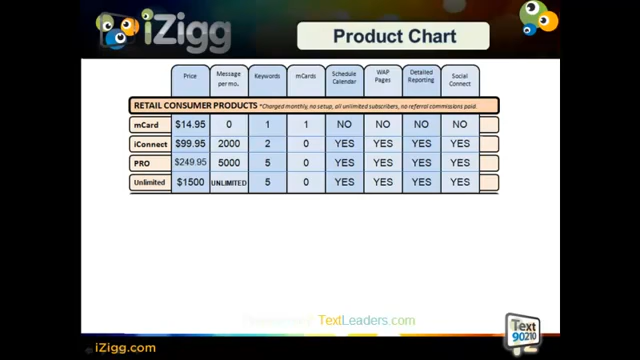 iZigg
Product Chart
Price Message per mo. Keywords mCards Schedule Calendar WAP Pages Detailed Reporting Social Connect
RETAIL CONSUMER PRODUCTS *Charged monthly, no setup, all unlimited subscribers, no referral commissions paid.
mCard $14.95 0 1 1 NO NO NO NO
iConnect $99.95 2000 2 0 YES YES YES YES
PRO $249.95 5000 5 0 YES YES YES YES
Unlimited $1500 UNLIMITED 5 0 YES YES YES YES
TextLeaders.com
Text
90210
iZigg.com